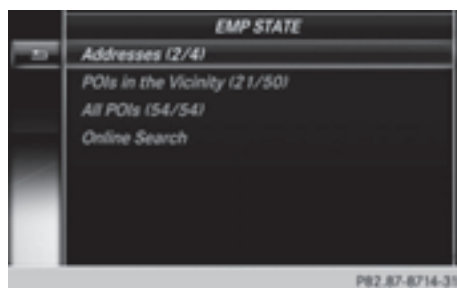 EMP STATE
Addresses (2/4)
POIs in the Vicinity (21/50)
All POIs (54/54)
Online Search
P82.87-8714-31